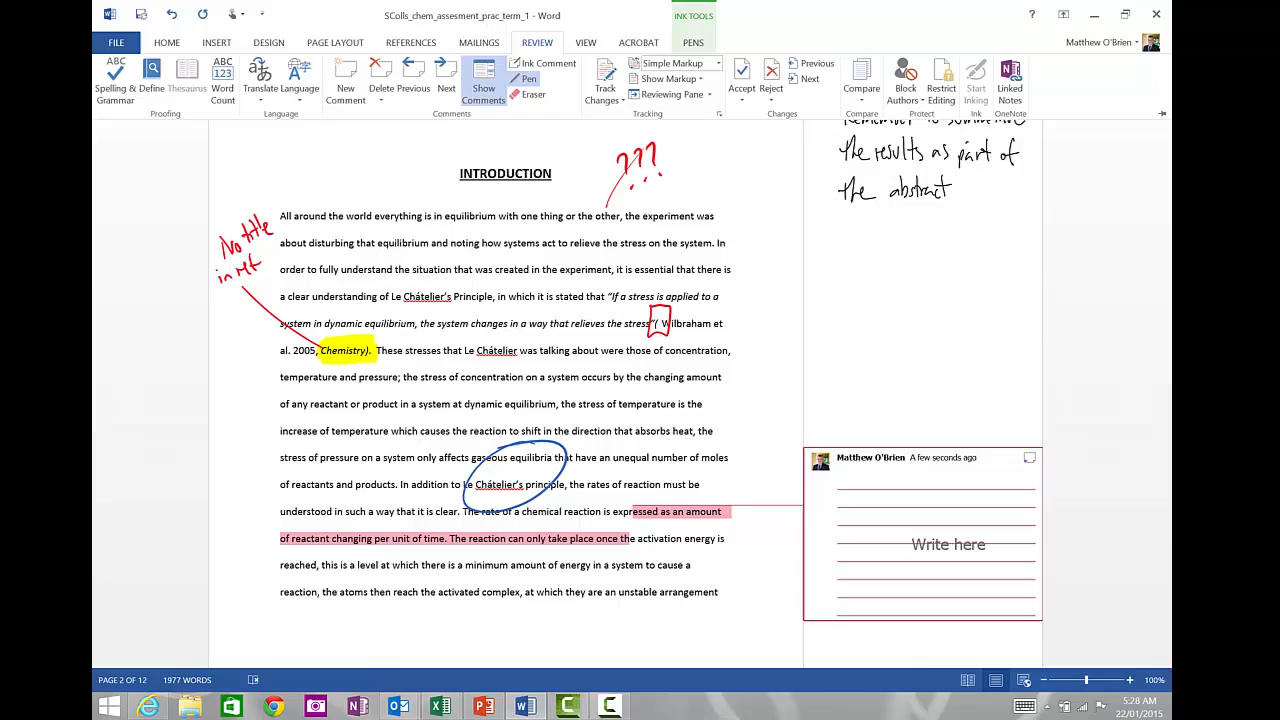 SColls_chem_assesment_prac_term_1 - Word
INK TOOLS
FILE HOME INSERT DESIGN PAGE LAYOUT REFERENCES MAILINGS REVIEW VIEW ACROBAT PENS
Matthew O'Brien
Spelling & Grammar
Define
Thesaurus
Word Count
Proofing
Translate
Language
Language
New Comment
Delete
Previous
Next
Show Comments
Ink Comment
Pen
Eraser
Comments
Track Changes
Simple Markup
Show Markup
Reviewing Pane
Tracking
Accept
Reject
Previous
Next
Changes
Compare
Compare
Block Authors
Restrict Editing
Protect
Start Inking
Ink
Linked Notes
OneNote
the results as part of
the abstract
???
INTRODUCTION
No title
in ref
All around the world everything is in equilibrium with one thing or the other, the experiment was
about disturbing that equilibrium and noting how systems act to relieve the stress on the system. In
order to fully understand the situation that was created in the experiment, it is essential that there is
a clear understanding of Le Châtelier's Principle, in which it is stated that "If a stress is applied to a
system in dynamic equilibrium, the system changes in a way that relieves the stress"( Wilbraham et
al. 2005, Chemistry). These stresses that Le Châtelier was talking about were those of concentration,
temperature and pressure; the stress of concentration on a system occurs by the changing amount
of any reactant or product in a system at dynamic equilibrium, the stress of temperature is the
increase of temperature which causes the reaction to shift in the direction that absorbs heat, the
stress of pressure on a system only affects gaseous equilibria that have an unequal number of moles
of reactants and products. In addition to Le Châtelier's principle, the rates of reaction must be
understood in such a way that it is clear. The rate of a chemical reaction is expressed as an amount
of reactant changing per unit of time. The reaction can only take place once the activation energy is
reached, this is a level at which there is a minimum amount of energy in a system to cause a
reaction, the atoms then reach the activated complex, at which they are an unstable arrangement
Matthew O'Brien A few seconds ago
Write here
PAGE 2 OF 12 1977 WORDS
100%
5:28 AM
22/01/2015